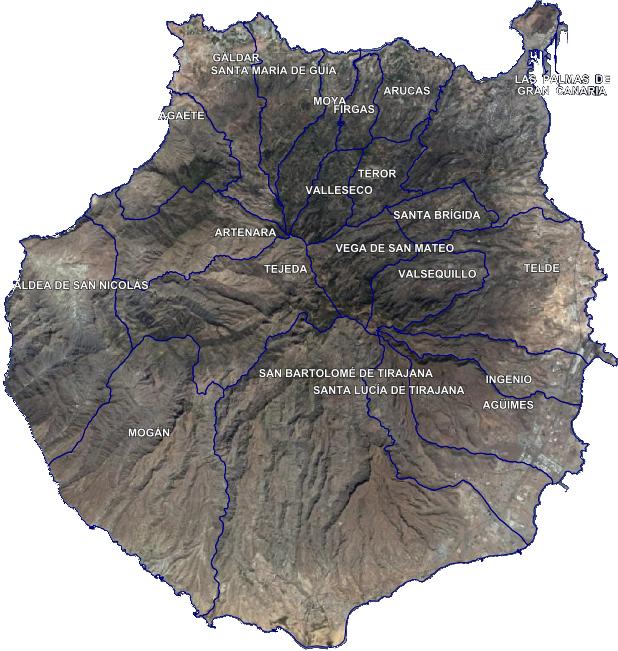 GÁLDAR
SANTA MARÍA DE GUÍA
LAS PALMAS DE
GRAN CANARIA
ARUCAS
MOYA
FIRGAS
AGAETE
TEROR
VALLESECO
SANTA BRÍGIDA
ARTENARA
VEGA DE SAN MATEO
TEJEDA
VALSEQUILLO
TELDE
ALDEA DE SAN NICOLÁS
SAN BARTOLOMÉ DE TIRAJANA
INGENIO
SANTA LUCÍA DE TIRAJANA
AGÜIMES
MOGÁN